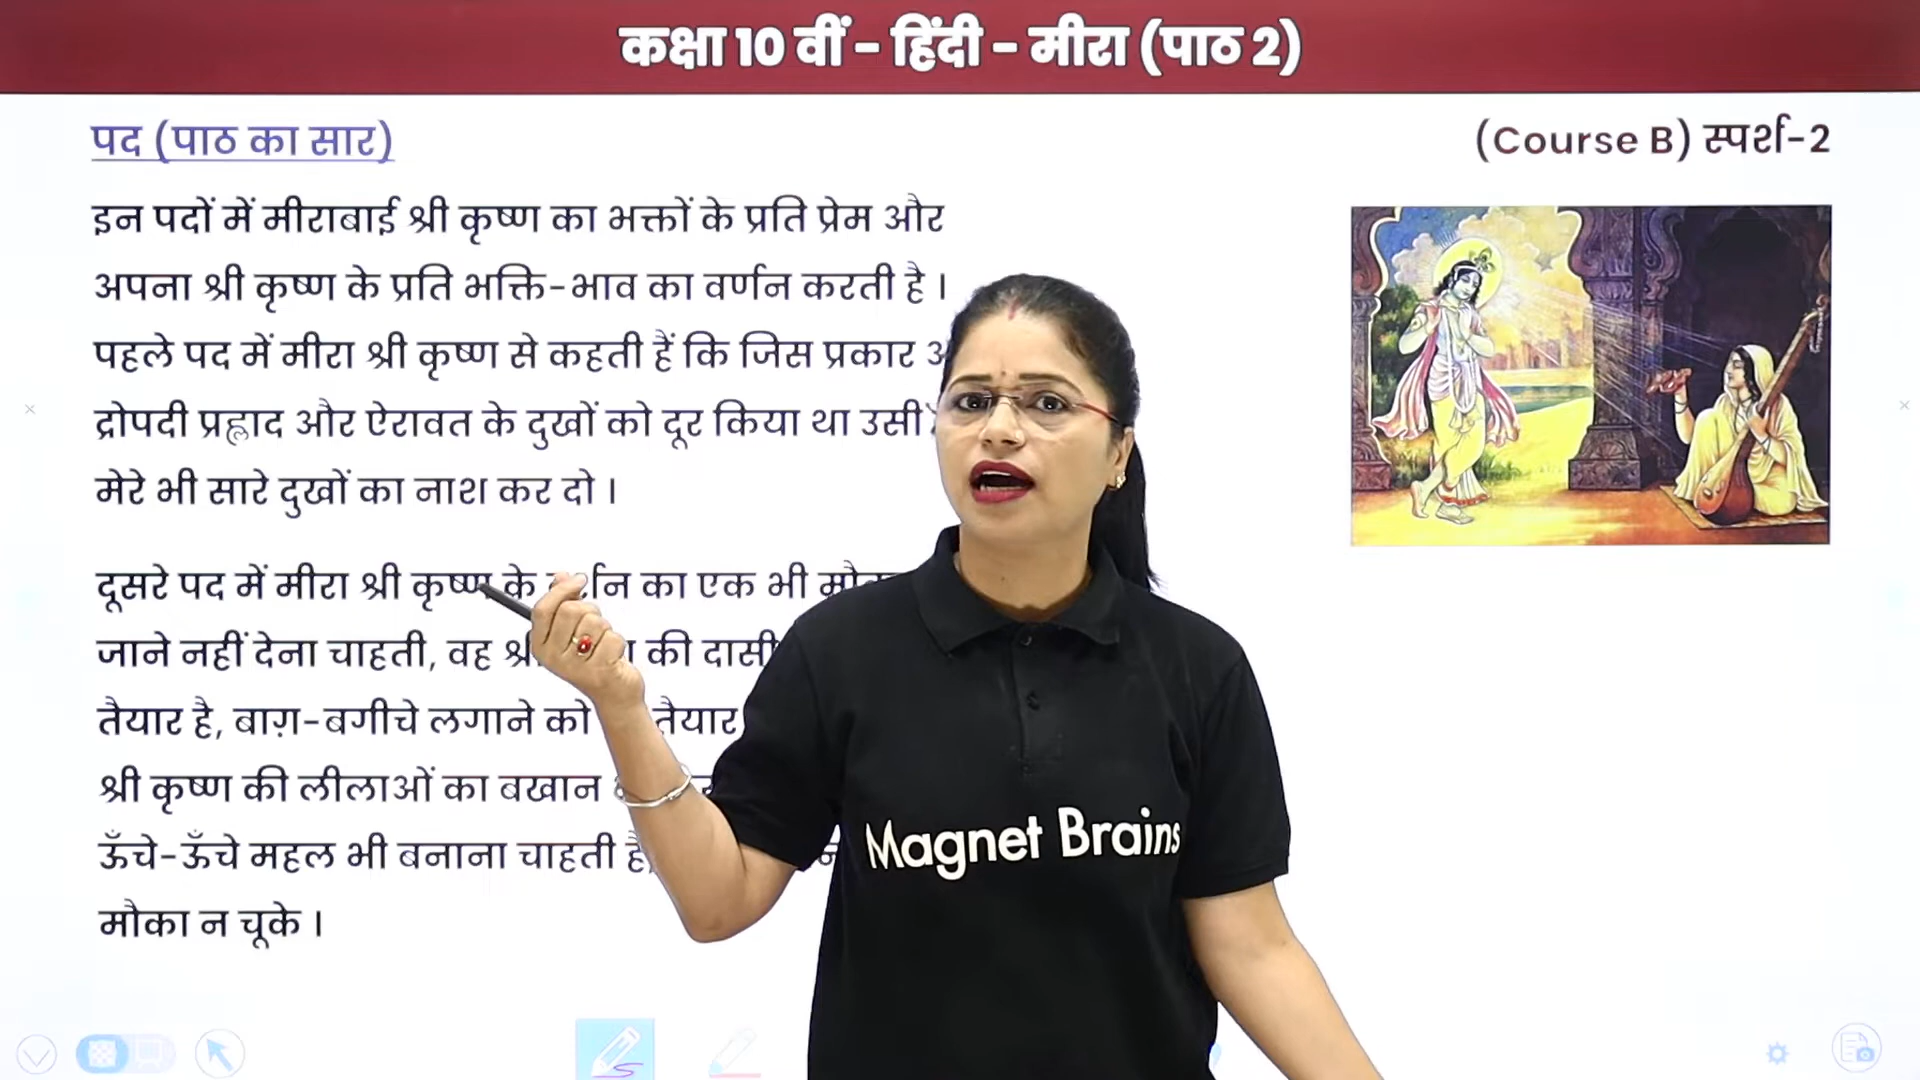 कक्षा 10 वीं - हिंदी - मीरा (पाठ 2)
पद (पाठ का सार)
(Course B) स्पर्श-2
इन पदों में मीराबाई श्री कृष्ण का भक्तों के प्रति प्रेम और
अपना श्री कृष्ण के प्रति भक्ति-भाव का वर्णन करती है ।
पहले पद में मीरा श्री कृष्ण से कहती हैं कि जिस प्रकार
द्रोपदी प्रह्लाद और ऐरावत के दुखों को दूर किया था उसी
मेरे भी सारे दुखों का नाश कर दो ।
दूसरे पद में मीरा श्री कृष्ण के का एक भी
जाने नहीं देना चाहती, वह की दासी
तैयार है, बाग़-बगीचे लगाने को तैयार
श्री कृष्ण की लीलाओं का बखान
ऊँचे-ऊँचे महल भी बनाना चाहती है,
मौका न चूके ।
Magnet Brains